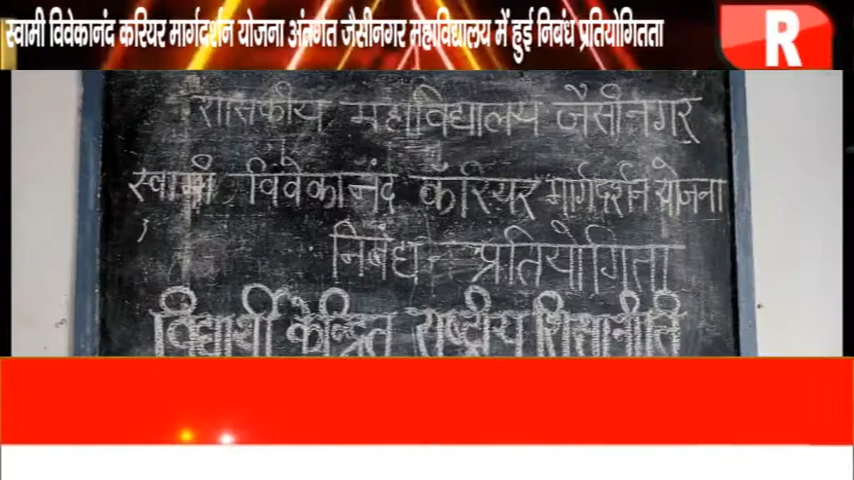 स्वामी विवेकानंद करियर मार्गदर्शन योजना अंतर्गत जैसीनगर महाविद्यालय में हुई निबंध प्रतियोगितता
R
शासकीय महाविद्यालय जैसीनगर
स्वामी विवेकानंद कॅरियर मार्गदर्शन योजना
निबंध - प्रतियोगिता
विद्यार्थी केन्द्रित राष्ट्रीय शिक्षानीति